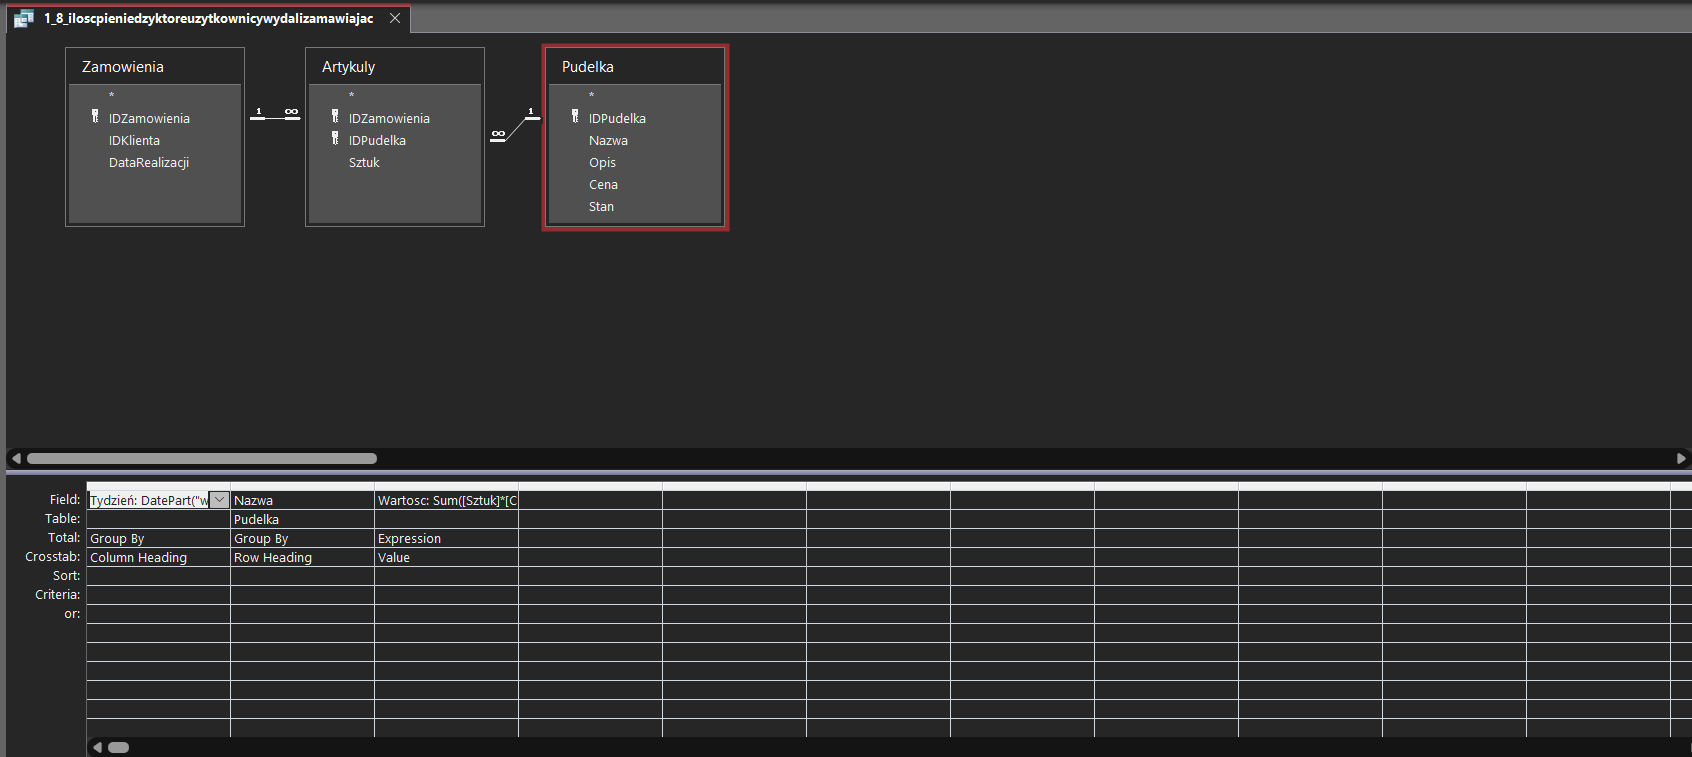 1_8_iloscpieniedzyktoreuzytkownicywydalizamawiajac
Zamowienia
*
IDZamowienia
IDKlienta
DataRealizacji
1 ∞
Artykuly
*
IDZamowienia
IDPudelka
Sztuk
∞ 1
Pudelka
*
IDPudelka
Nazwa
Opis
Cena
Stan
Field: Tydzień: DatePart("w Nazwa Wartosc: Sum([Sztuk]*[C
Table: Pudelka
Total: Group By Group By Expression
Crosstab: Column Heading Row Heading Value
Sort:
Criteria:
or: